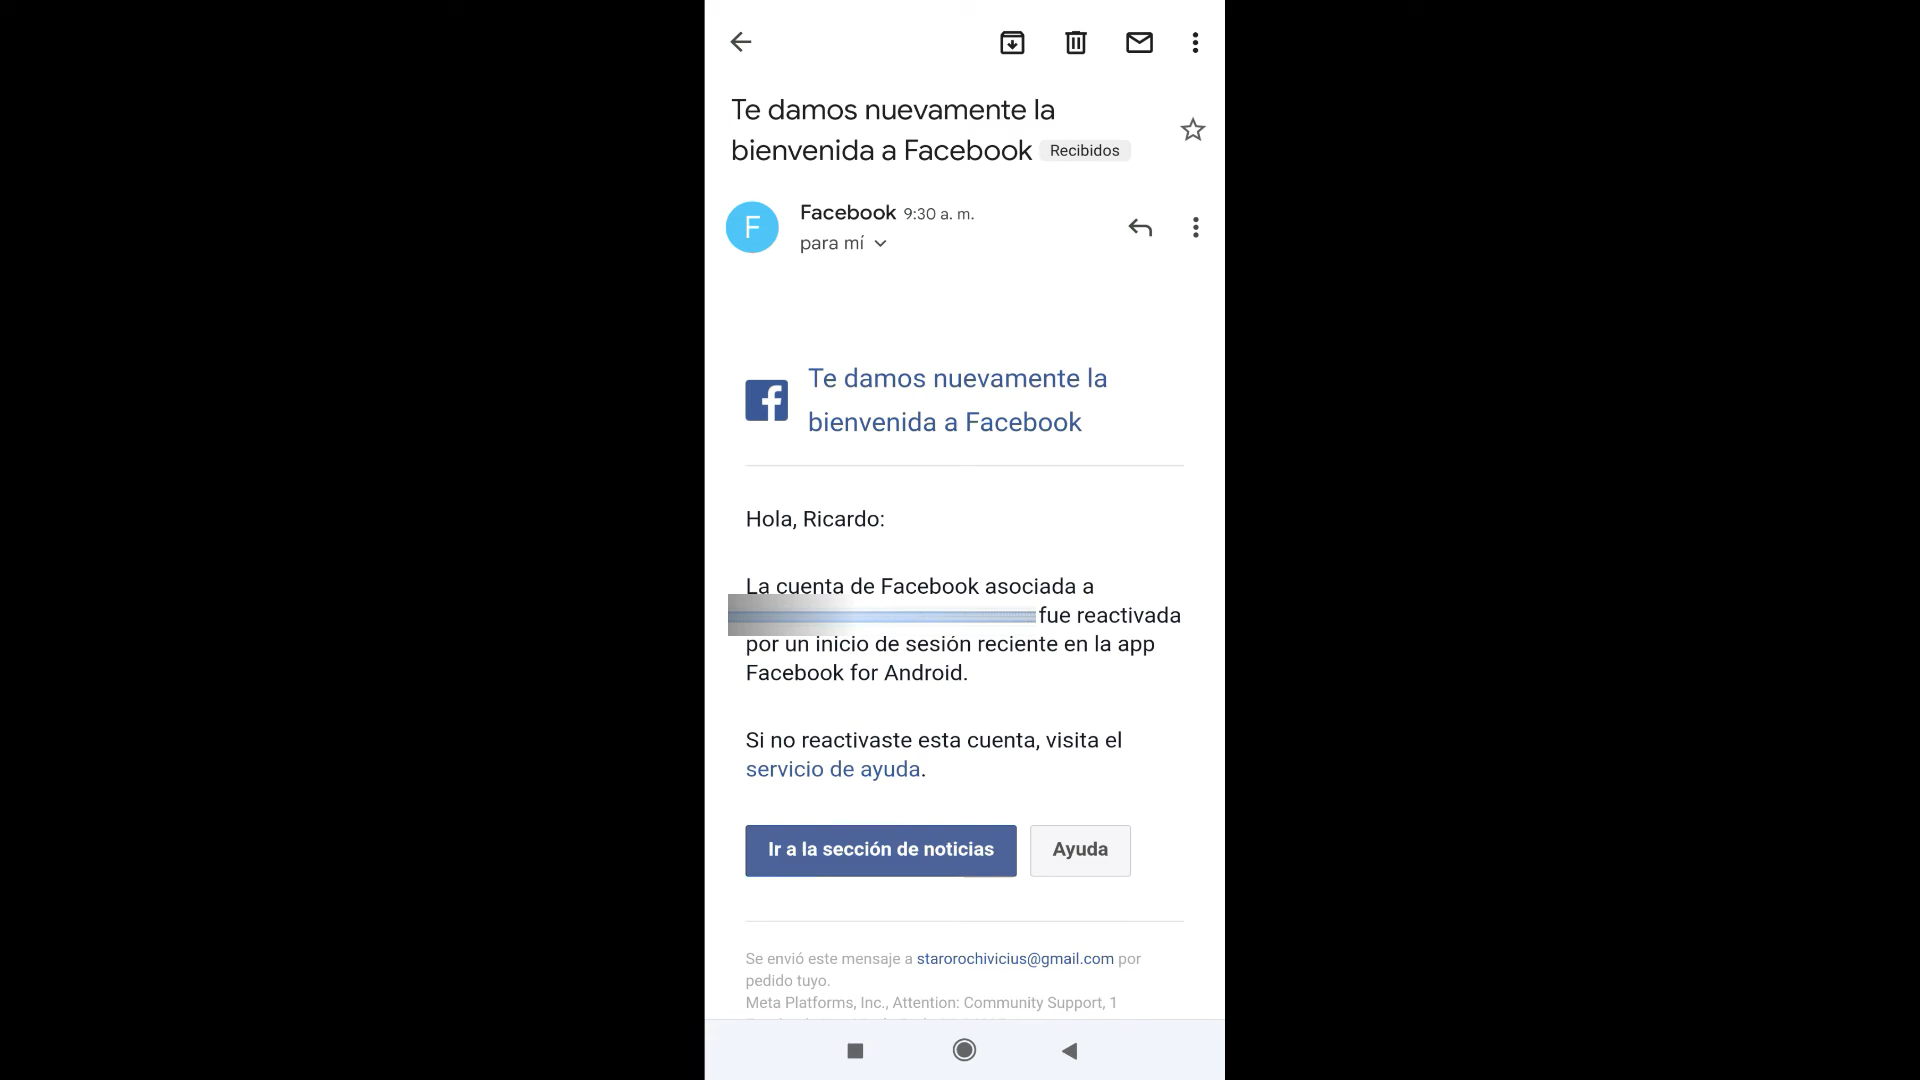 Te damos nuevamente la
bienvenida a Facebook Recibidos
F
Facebook 9:30 a. m.
para mí
f
Te damos nuevamente la
bienvenida a Facebook
Hola, Ricardo:
La cuenta de Facebook asociada a
fue reactivada
por un inicio de sesión reciente en la app
Facebook for Android.
Si no reactivaste esta cuenta, visita el
servicio de ayuda.
Ir a la sección de noticias Ayuda
Se envió este mensaje a starorochivicius@gmail.com por
pedido tuyo.
Meta Platforms, Inc., Attention: Community Support, 1